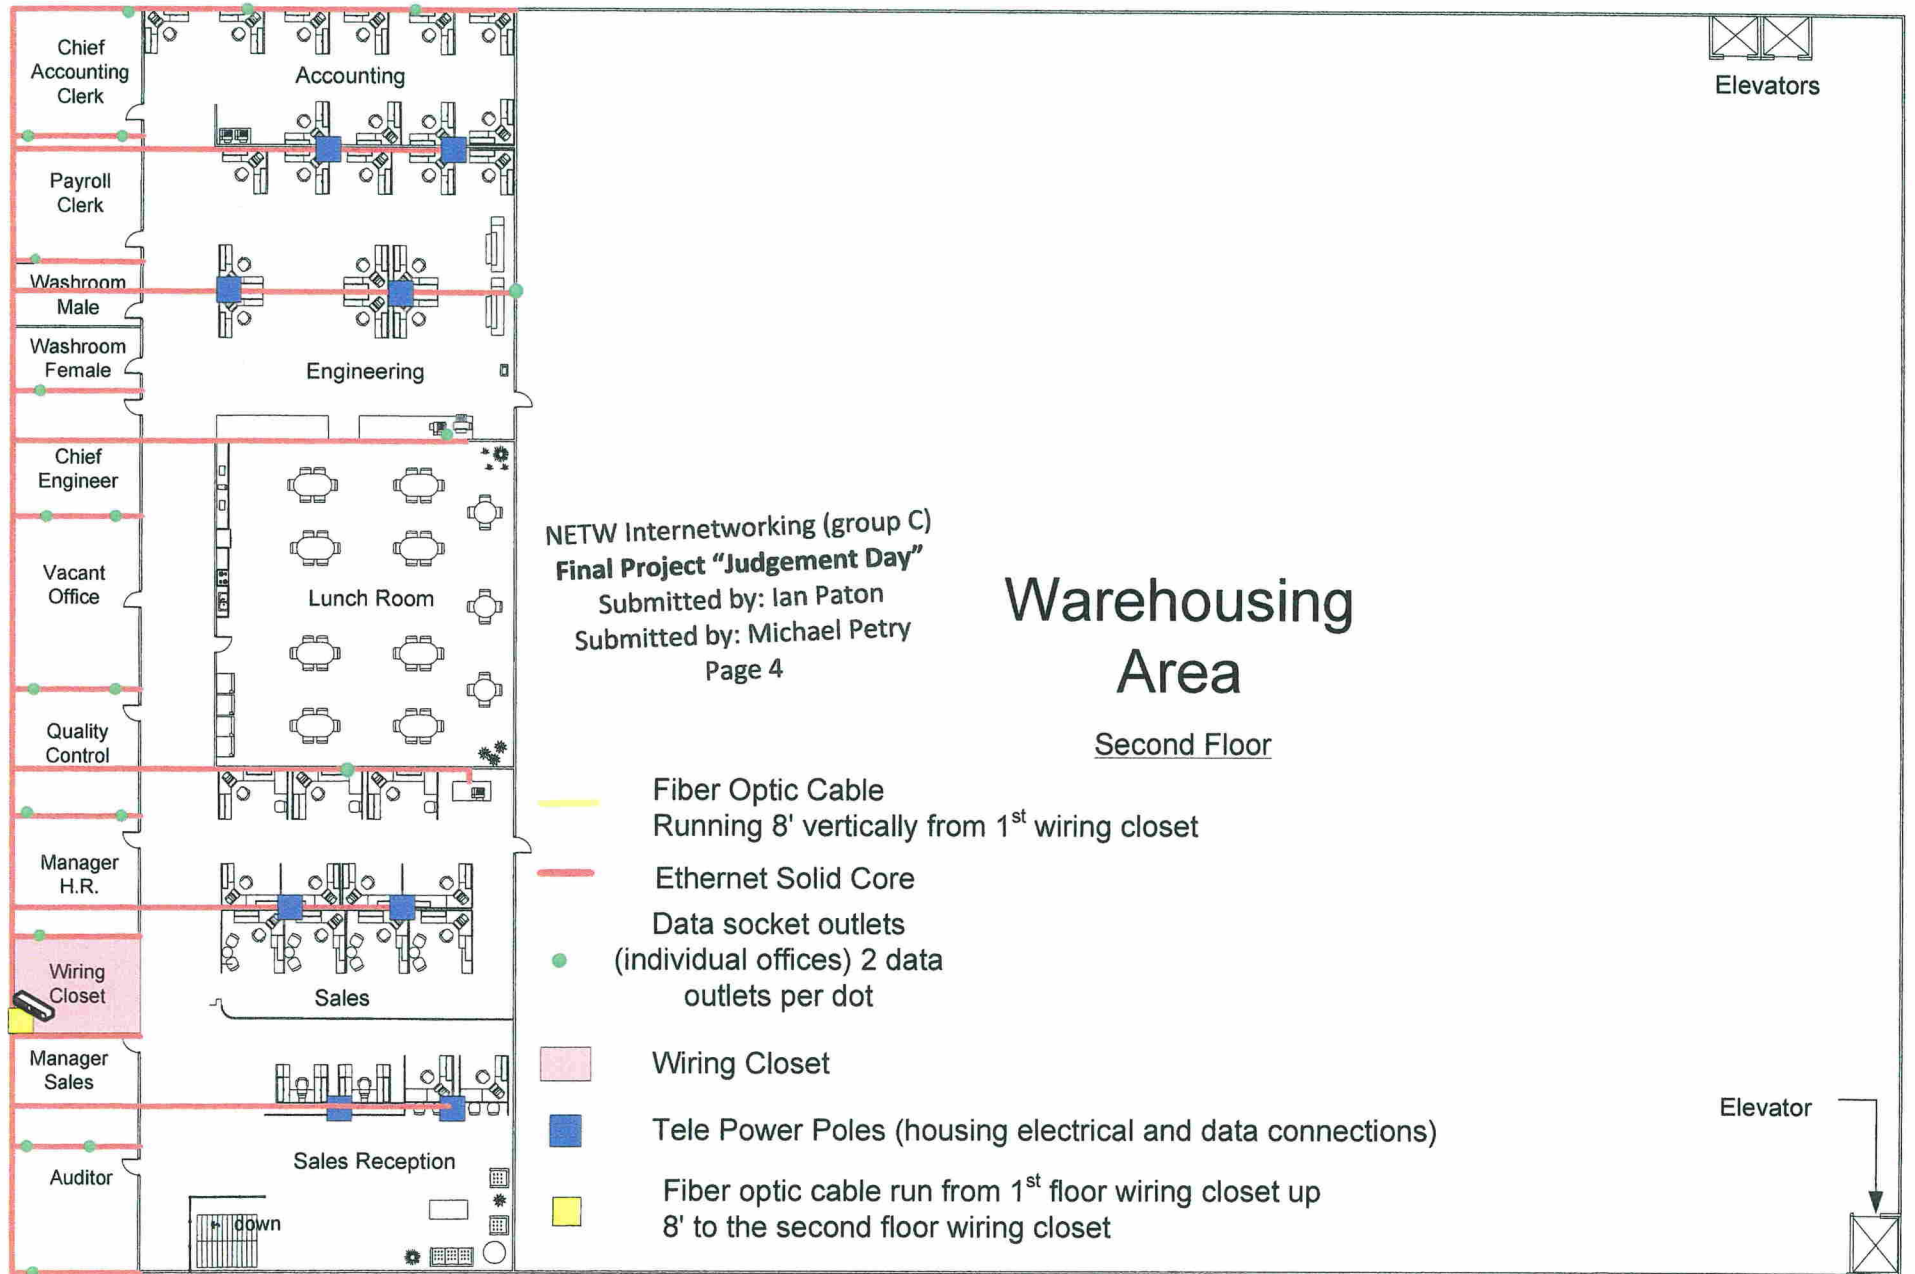 Chief
Accounting
Clerk
Accounting
Elevators
Payroll
Clerk
Washroom
Male
Washroom
Female
Engineering
Chief
Engineer
Vacant
Office
Lunch Room
NETW Internetworking (group C)
Final Project “Judgement Day”
Submitted by: Ian Paton
Submitted by: Michael Petry
Page 4
Warehousing
Area
Second Floor
Quality
Control
Fiber Optic Cable
Running 8' vertically from 1st wiring closet
Manager
H.R.
Ethernet Solid Core
Data socket outlets
(individual offices) 2 data
outlets per dot
Wiring
Closet
Sales
Wiring Closet
Manager
Sales
Tele Power Poles (housing electrical and data connections)
Elevator
Sales Reception
Auditor
Fiber optic cable run from 1st floor wiring closet up
8' to the second floor wiring closet
down